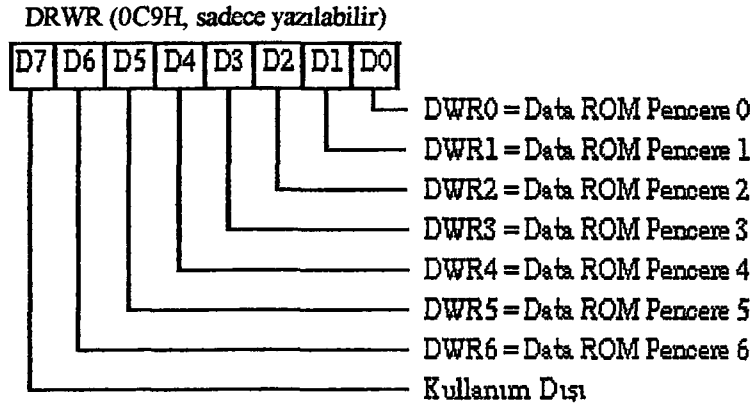 DRWR (0C9H, sadece yazılabilir)
D7 D6 D5 D4 D3 D2 D1 D0
DWR0 = Data ROM Pencere 0
DWR1 = Data ROM Pencere 1
DWR2 = Data ROM Pencere 2
DWR3 = Data ROM Pencere 3
DWR4 = Data ROM Pencere 4
DWR5 = Data ROM Pencere 5
DWR6 = Data ROM Pencere 6
Kullanım Dışı